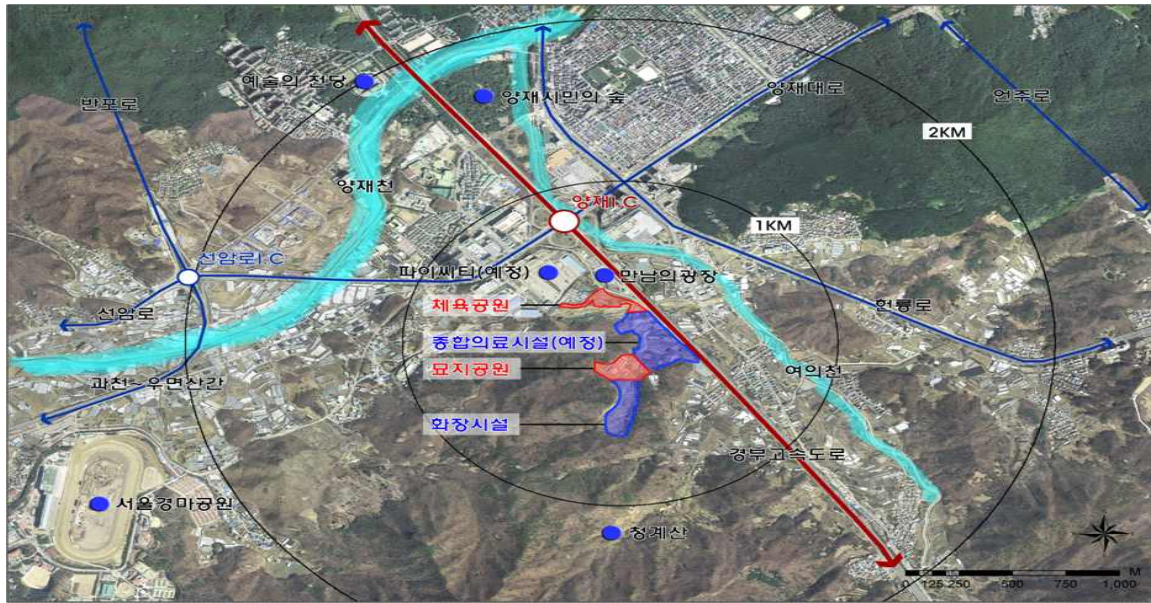 예술의 전당
양재시민의 숲
양재대로
언주로
반포로
2KM
양재천
양재I.C
1KM
선암로I.C
파이씨티(예정)
만남의광장
체육공원
헌릉로
선암로
종합의료시설(예정)
묘지공원
여의천
과천~우면산간
화장시설
경부고속도로
서울경마공원
청계산
M
0 125 250 500 750 1,000